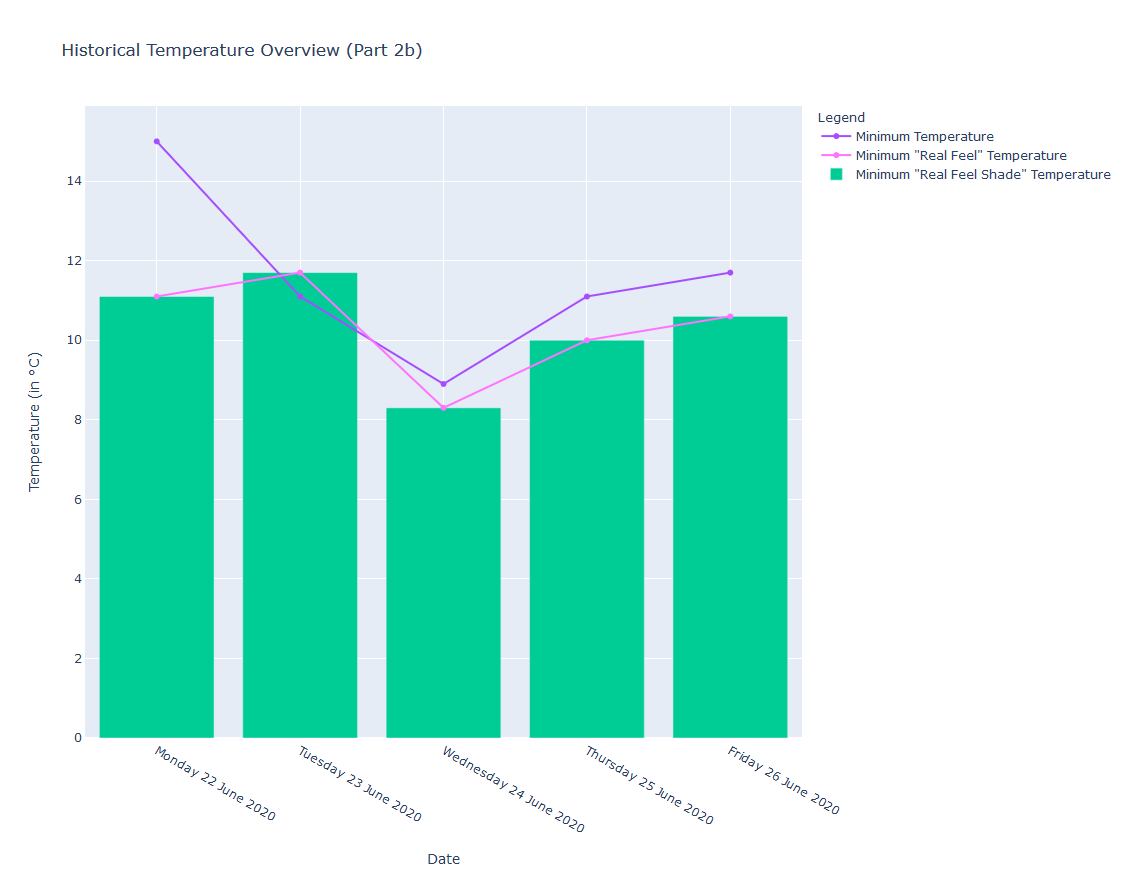 Historical Temperature Overview (Part 2b)
Legend
Minimum Temperature
Minimum "Real Feel" Temperature
Minimum "Real Feel Shade" Temperature
Temperature (in °C)
14
12
10
8
6
4
2
0
Monday 22 June 2020
Tuesday 23 June 2020
Wednesday 24 June 2020
Thursday 25 June 2020
Friday 26 June 2020
Date